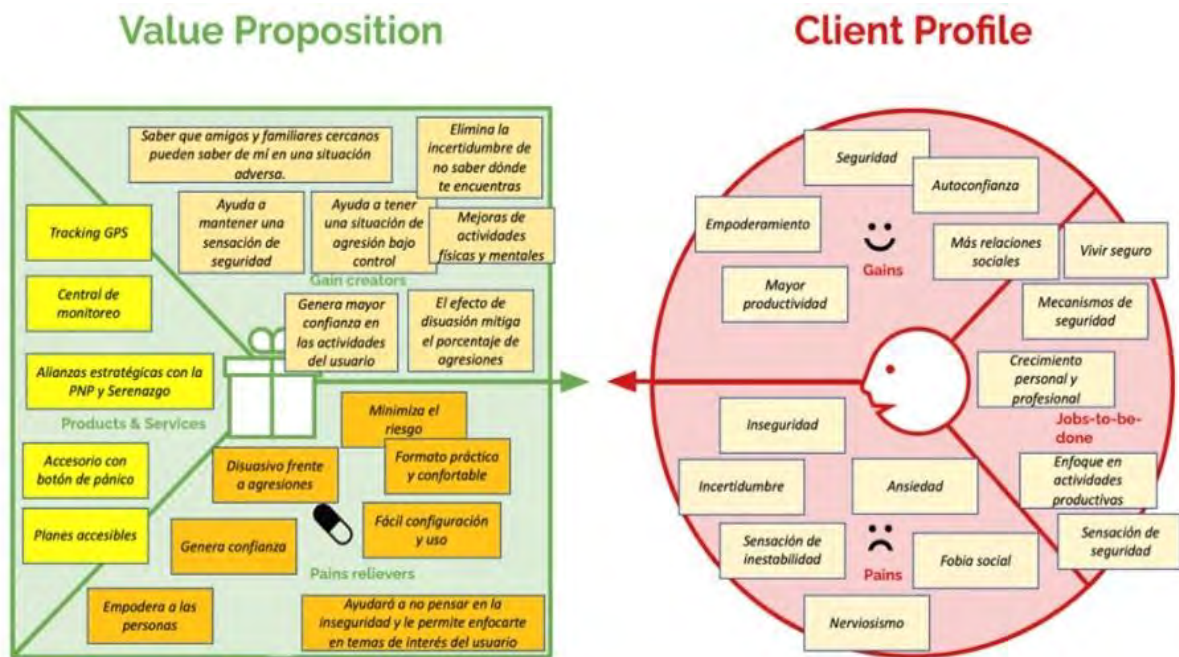 Value Proposition
Client Profile
Saber que amigos y familiares cercanos
pueden saber de mí en una situación
adversa.
Elimina la
incertidumbre de
no saber dónde
te encuentras
Ayuda a
mantener una
sensación de
seguridad
Ayuda a tener
una situación de
agresión bajo
control
Mejoras de
actividades
físicas y mentales
Gain creators
Genera mayor
confianza en
las actividades
del usuario
El efecto de
disuasión mitiga
el porcentaje de
agresiones
Tracking GPS
Central de
monitoreo
Alianzas estratégicas con la
PNP y Serenazgo
Products & Services
Accesorio con
botón de pánico
Planes accesibles
Minimiza el
riesgo
Formato práctica
y confortable
Disuasivo frente
a agresiones
Fácil configuración
y uso
Genera confianza
Pains relievers
Empodera a las
personas
Ayudará a no pensar en la
inseguridad y le permite enfocarte
en temas de interés del usuario
Seguridad
Autoconfianza
Empoderamiento
Más relaciones
sociales
Gains
Mayor
productividad
Vivir seguro
Mecanismos de
seguridad
Crecimiento
personal y
profesional
Jobs-to-be-
done
Enfoque en
actividades
productivas
Sensación de
seguridad
Inseguridad
Incertidumbre
Ansiedad
Sensación de
inestabilidad
Fobia social
Pains
Nerviosismo